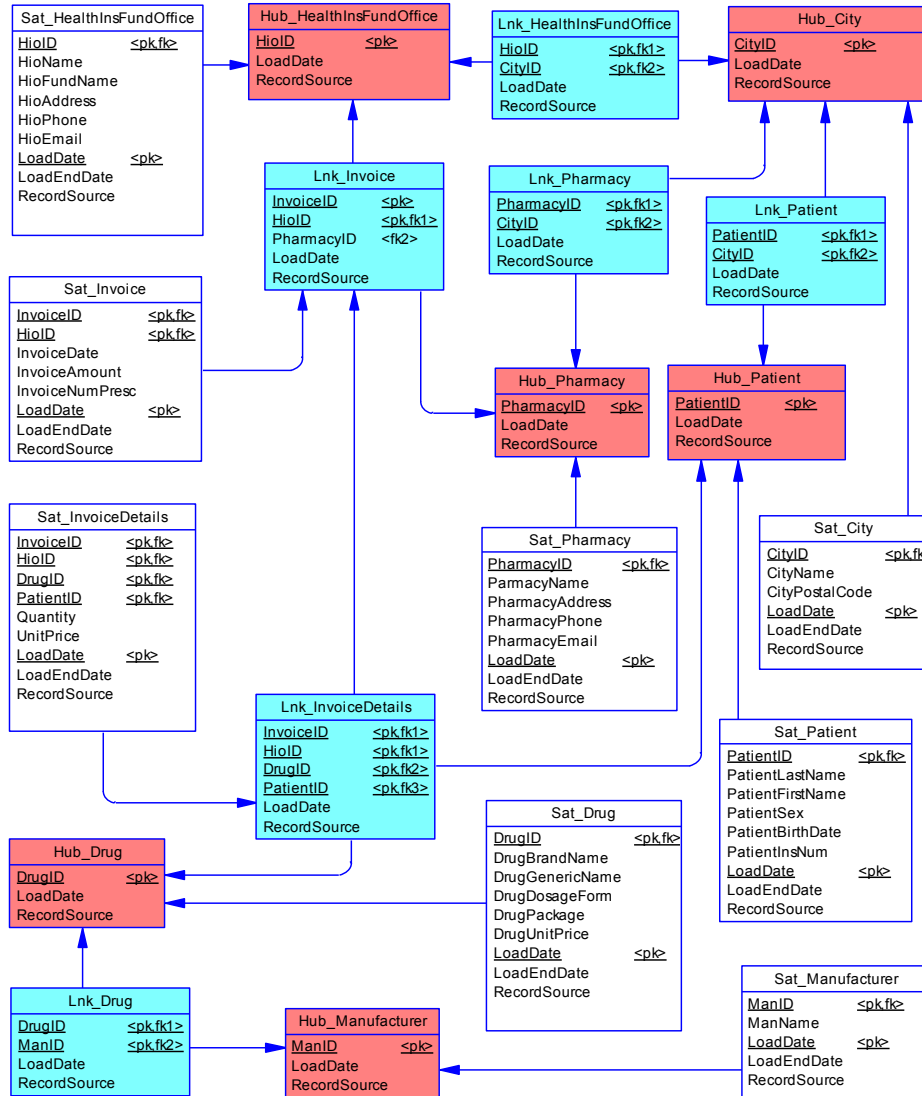 Sat_HealthInsFundOffice
HioID <pk,fk>
HioName
HioFundName
HioAddress
HioPhone
HioEmail
LoadDate <pk>
LoadEndDate
RecordSource
Hub_HealthInsFundOffice
HioID <pk>
LoadDate
RecordSource
Lnk_HealthInsFundOffice
HioID <pk,fk1>
CityID <pk,fk2>
LoadDate
RecordSource
Hub_City
CityID <pk>
LoadDate
RecordSource
Lnk_Invoice
InvoiceID <pk>
HioID <pk,fk1>
PharmacyID <fk2>
LoadDate
RecordSource
Lnk_Pharmacy
PharmacyID <pk,fk1>
CityID <pk,fk2>
LoadDate
RecordSource
Lnk_Patient
PatientID <pk,fk1>
CityID <pk,fk2>
LoadDate
RecordSource
Sat_Invoice
InvoiceID <pk,fk>
HioID <pk,fk>
InvoiceDate
InvoiceAmount
InvoiceNumPresc
LoadDate <pk>
LoadEndDate
RecordSource
Hub_Pharmacy
PharmacyID <pk>
LoadDate
RecordSource
Hub_Patient
PatientID <pk>
LoadDate
RecordSource
Sat_InvoiceDetails
InvoiceID <pk,fk>
HioID <pk,fk>
DrugID <pk,fk>
PatientID <pk,fk>
Quantity
UnitPrice
LoadDate <pk>
LoadEndDate
RecordSource
Sat_Pharmacy
PharmacyID <pk,fk>
ParmacyName
PharmacyAddress
PharmacyPhone
PharmacyEmail
LoadDate <pk>
LoadEndDate
RecordSource
Sat_City
CityID <pk,fk
CityName
CityPostalCode
LoadDate <pk>
LoadEndDate
RecordSource
Lnk_InvoiceDetails
InvoiceID <pk,fk1>
HioID <pk,fk1>
DrugID <pk,fk2>
PatientID <pk,fk3>
LoadDate
RecordSource
Sat_Patient
PatientID <pk,fk>
PatientLastName
PatientFirstName
PatientSex
PatientBirthDate
PatientInsNum
LoadDate <pk>
LoadEndDate
RecordSource
Hub_Drug
DrugID <pk>
LoadDate
RecordSource
Sat_Drug
DrugID <pk,fk>
DrugBrandName
DrugGenericName
DrugDosageForm
DrugPackage
DrugUnitPrice
LoadDate <pk>
LoadEndDate
RecordSource
Lnk_Drug
DrugID <pk,fk1>
ManID <pk,fk2>
LoadDate
RecordSource
Hub_Manufacturer
ManID <pk>
LoadDate
RecordSource
Sat_Manufacturer
ManID <pk,fk>
ManName
LoadDate <pk>
LoadEndDate
RecordSource